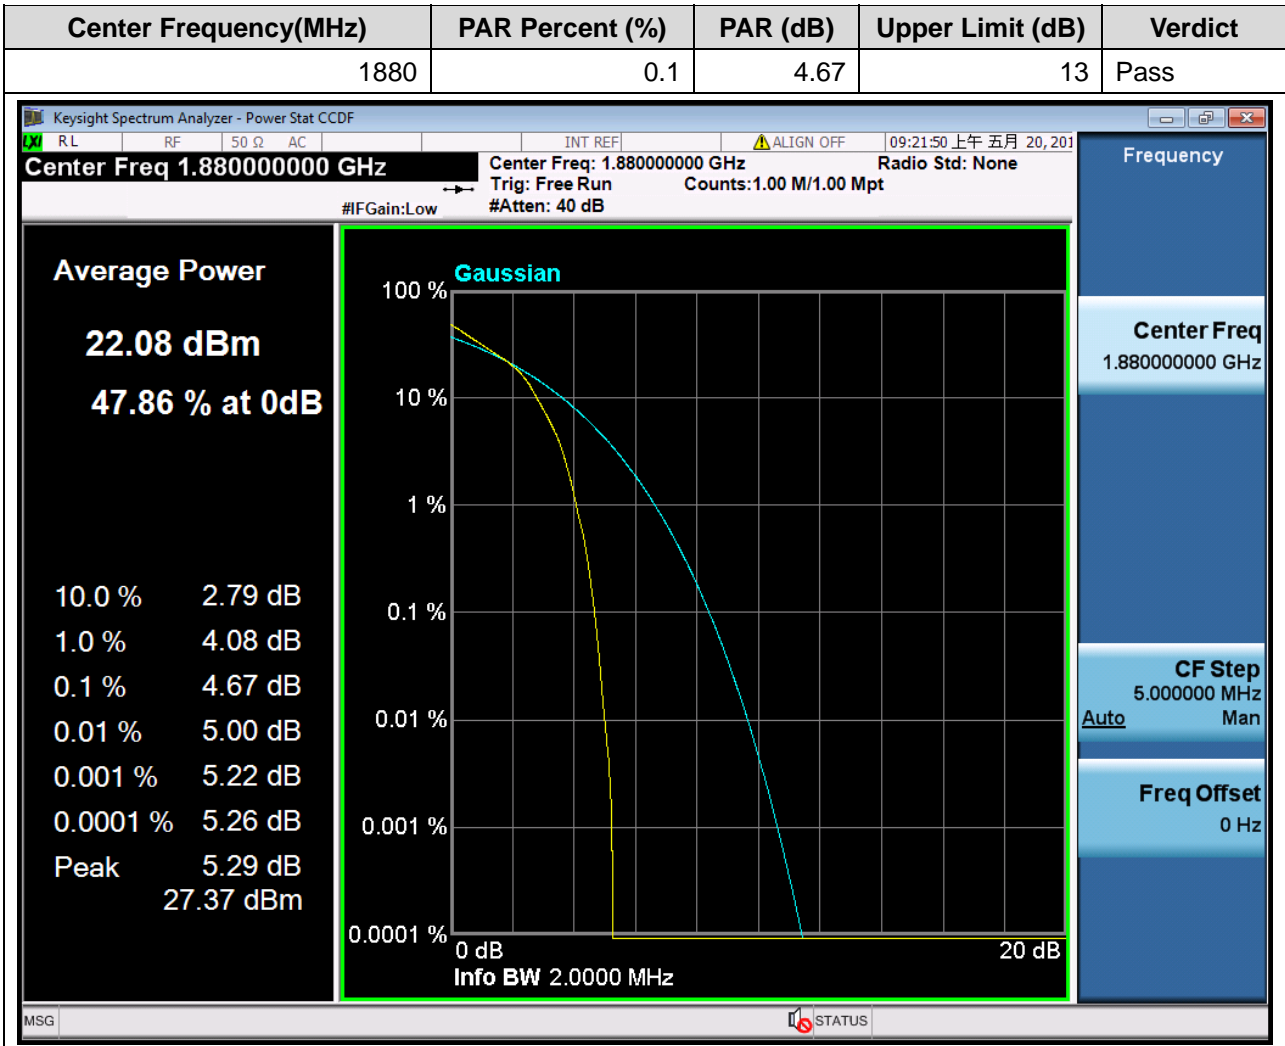 Center Frequency(MHz) PAR Percent (%) PAR (dB) Upper Limit (dB) Verdict
1880 0.1 4.67 13 Pass
Keysight Spectrum Analyzer - Power Stat CCDF
LXI RL RF 50 Ω AC INT REF ALIGN OFF 09:21:50 上午 五月 20, 201
Center Freq 1.880000000 GHz
Center Freq: 1.880000000 GHz Radio Std: None
Trig: Free Run Counts:1.00 M/1.00 Mpt
#IFGain:Low #Atten: 40 dB
Frequency
Average Power
22.08 dBm
47.86 % at 0dB
10.0 % 2.79 dB
1.0 % 4.08 dB
0.1 % 4.67 dB
0.01 % 5.00 dB
0.001 % 5.22 dB
0.0001 % 5.26 dB
Peak 5.29 dB
27.37 dBm
Gaussian
100 %
10 %
1 %
0.1 %
0.01 %
0.001 %
0.0001 %
0 dB 20 dB
Info BW 2.0000 MHz
Center Freq
1.880000000 GHz
CF Step
5.000000 MHz
Auto Man
Freq Offset
0 Hz
MSG STATUS